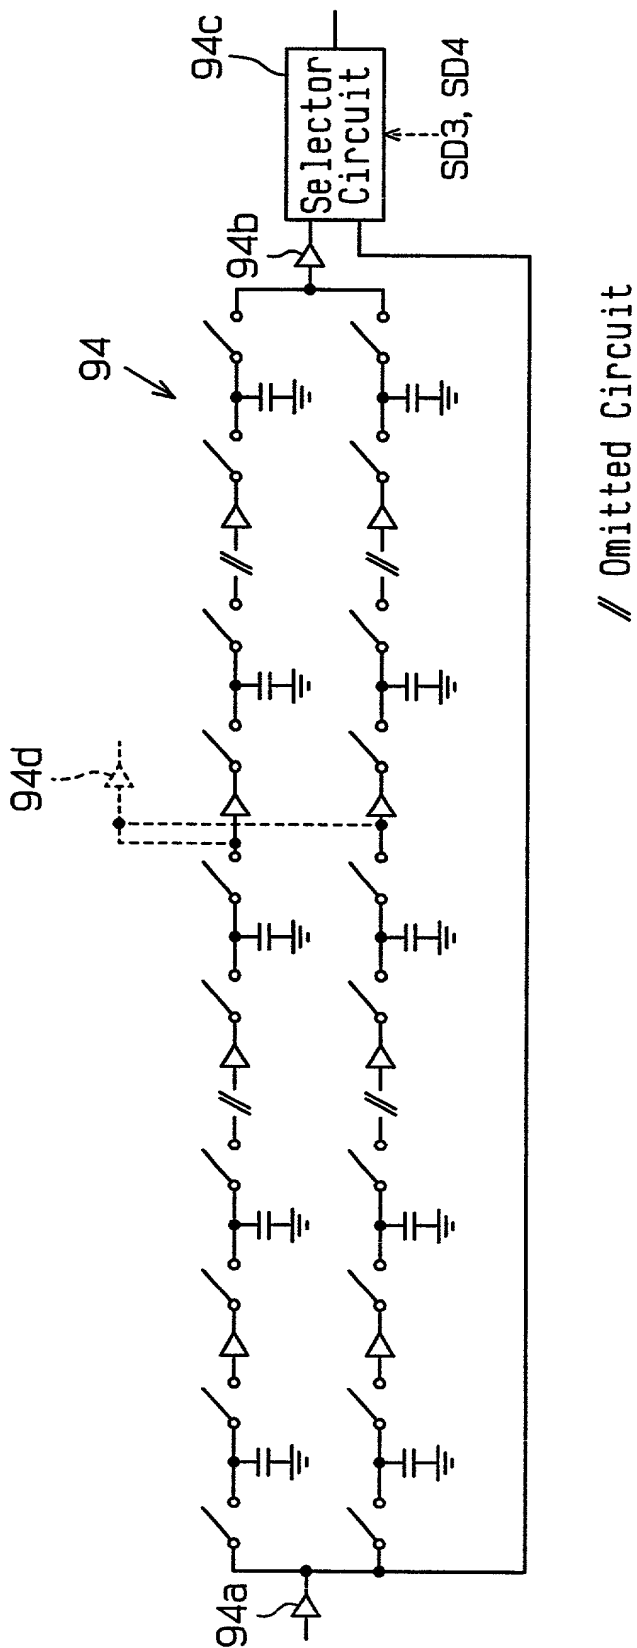 94
94a
94d
94b
94c
Selector
Circuit
SD3, SD4
// Omitted Circuit